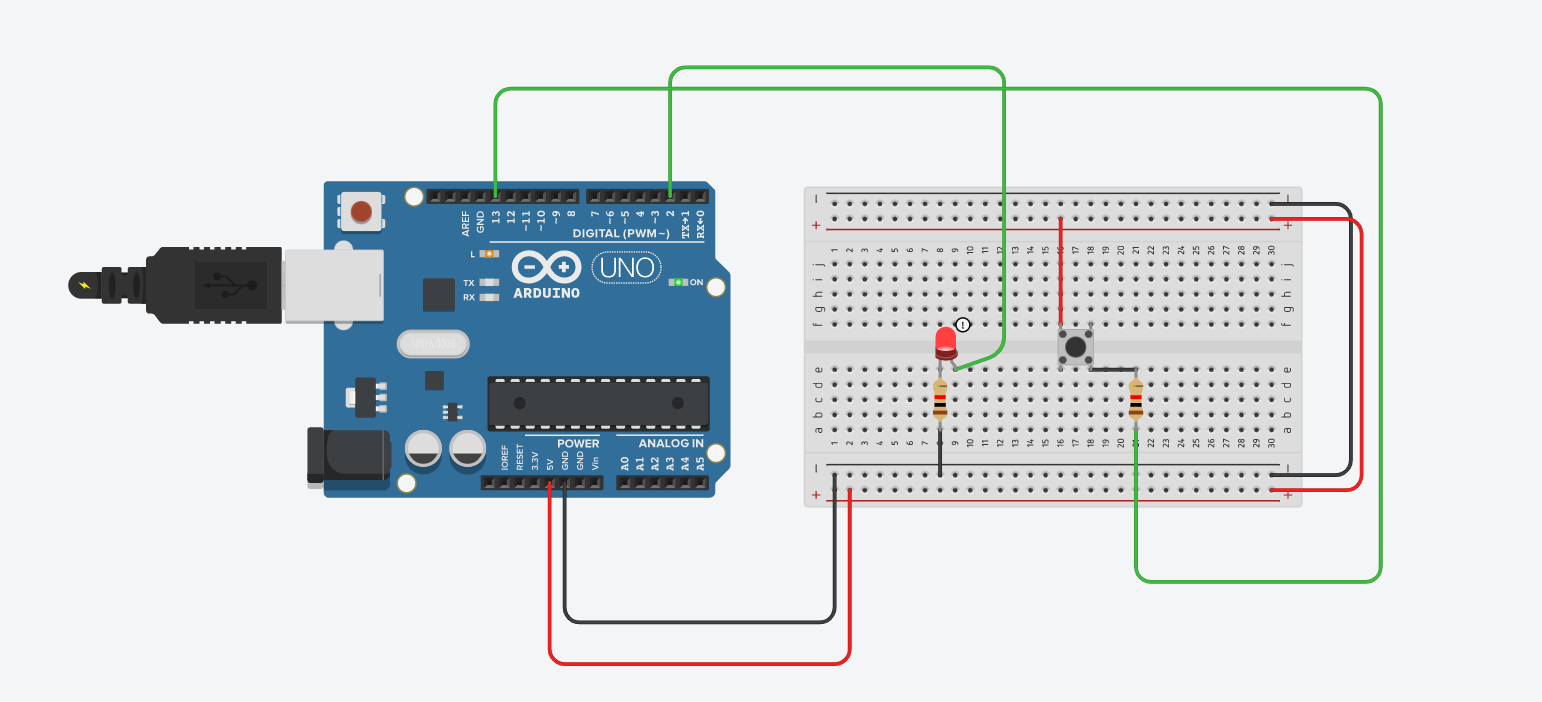 AREF
GND
13
12
~11
~10
~9
8
7
~6
~5
4
~3
2
TX→1
RX←0
DIGITAL (PWM~)
L
TX
RX
ARDUINO
UNO
ON
IOREF
RESET
3.3V
5V
GND
GND
Vin
POWER
ANALOG IN
A0
A1
A2
A3
A4
A5
− −
+ +
1 2 3 4 5 6 7 8 9 10 11 12 13 14 15 16 17 18 19 20 21 22 23 24 25 26 27 28 29 30
j j
i i
h h
g g
f f
!
e e
d d
c c
b b
a a
1 2 3 4 5 6 7 8 9 10 11 12 13 14 15 16 17 18 19 20 21 22 23 24 25 26 27 28 29 30
− −
+ +